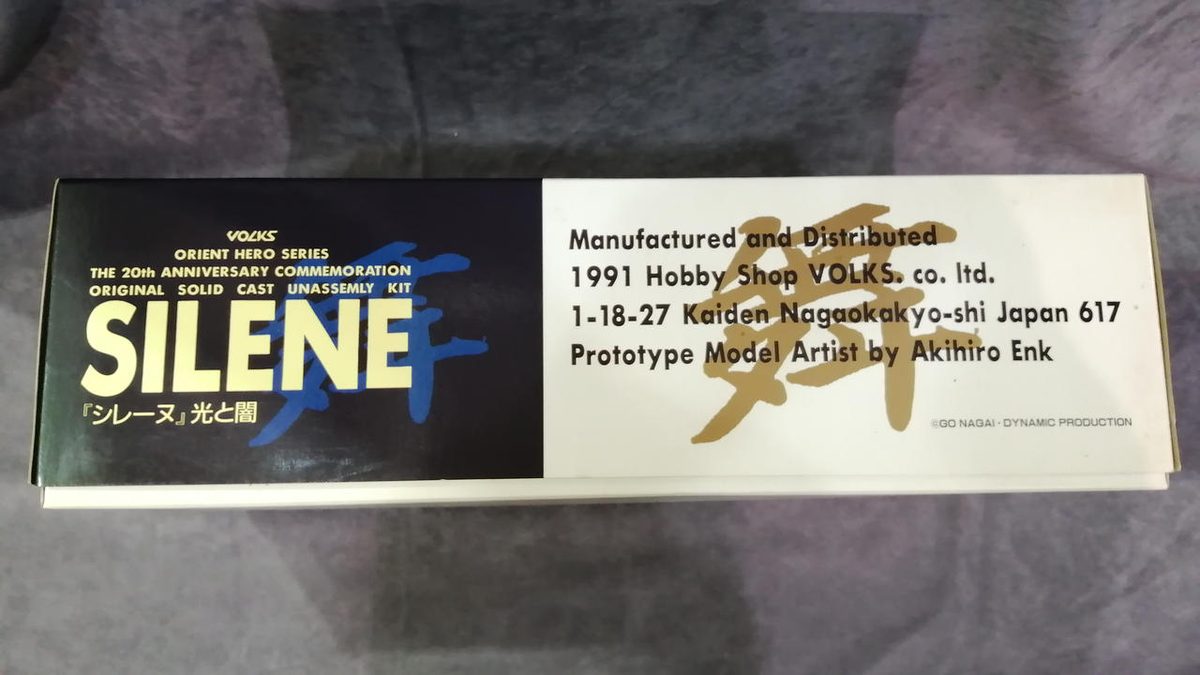 VOLKS
ORIENT HERO SERIES
THE 20th ANNIVERSARY COMMEMORATION
ORIGINAL SOLID CAST UNASSEMLY KIT
SILENE
『シレーヌ』光と闇
舞
Manufactured and Distributed
1991 Hobby Shop VOLKS. co. ltd.
1-18-27 Kaiden Nagaokakyo-shi Japan 617
Prototype Model Artist by Akihiro Enk
舞
©GO NAGAI・DYNAMIC PRODUCTION